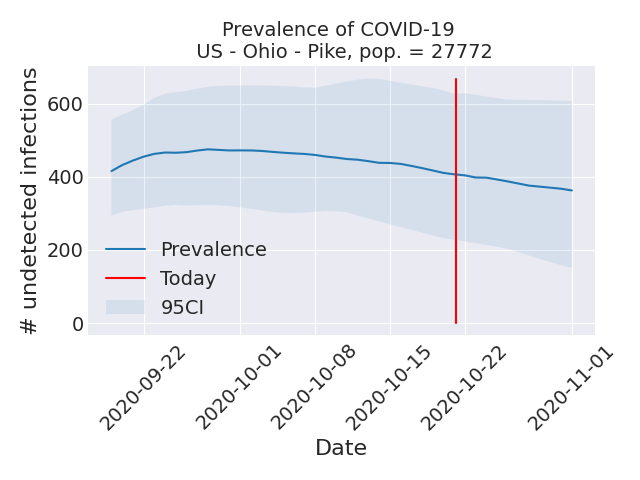 Prevalence of COVID-19
US - Ohio - Pike, pop. = 27772
# undetected infections
600
400
200
0
Prevalence
Today
95CI
2020-09-22
2020-10-01
2020-10-08
2020-10-15
2020-10-22
2020-11-01
Date